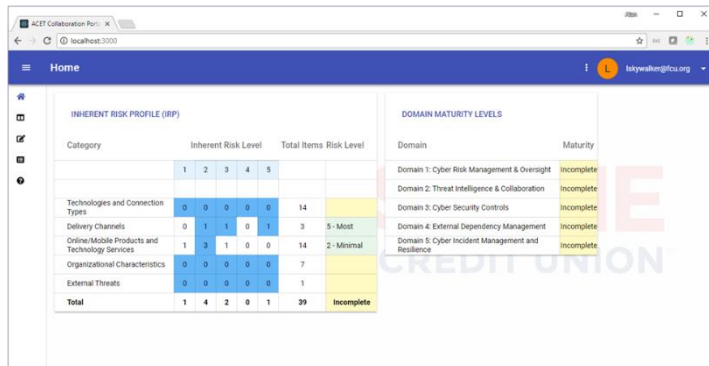 ACET Collaboration Porta
localhost:3000
Home
L
lskywalker@fcu.org
INHERENT RISK PROFILE (IRP)
Category Inherent Risk Level Total Items Risk Level
1 2 3 4 5
Technologies and Connection Types 0 0 0 0 0 14
Delivery Channels 0 1 1 0 1 3 5 - Most
Online/Mobile Products and Technology Services 1 3 1 0 0 14 2 - Minimal
Organizational Characteristics 0 0 0 0 0 7
External Threats 0 0 0 0 0 1
Total 1 4 2 0 1 39 Incomplete
DOMAIN MATURITY LEVELS
Domain Maturity
Domain 1: Cyber Risk Management & Oversight Incomplete
Domain 2: Threat Intelligence & Collaboration Incomplete
Domain 3: Cyber Security Controls Incomplete
Domain 4: External Dependency Management Incomplete
Domain 5: Cyber Incident Management and Resilience Incomplete
CREDIT UNION